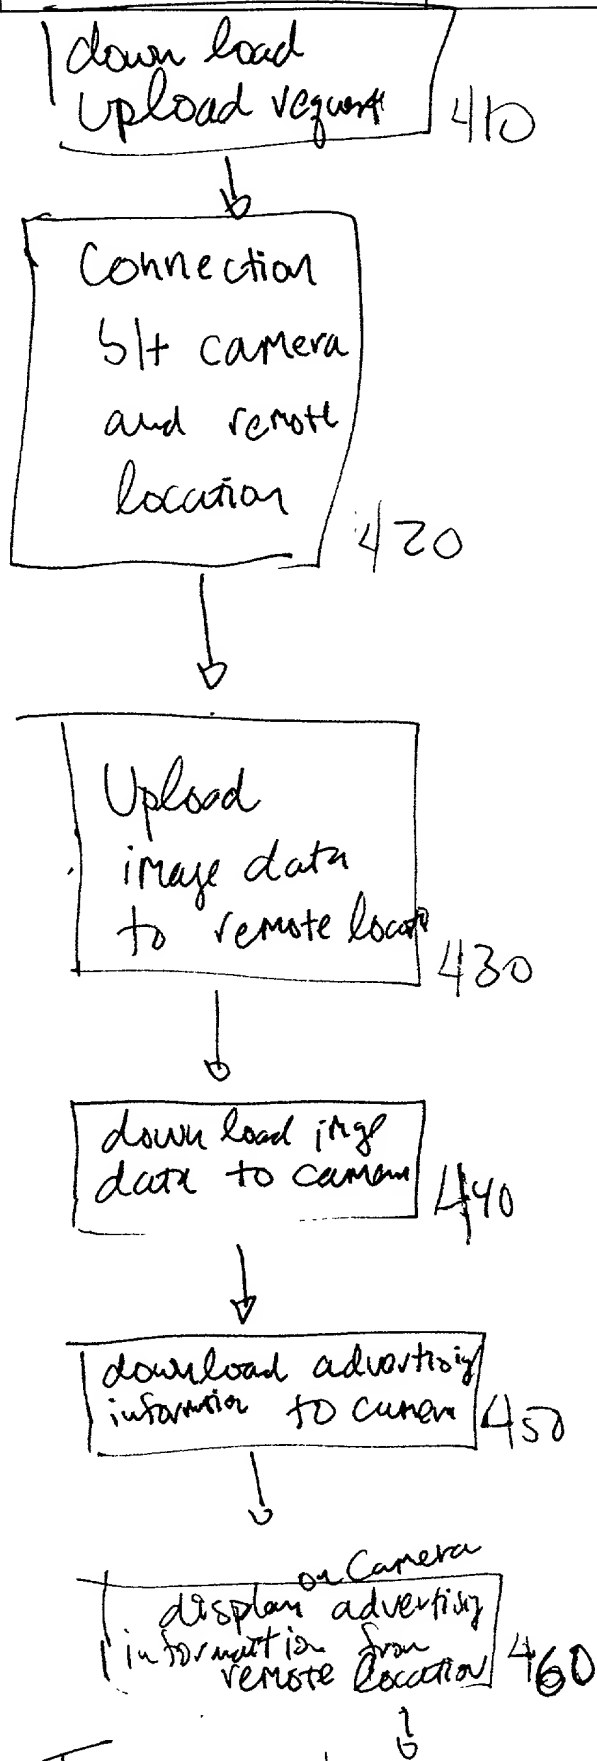 down load
upload request
410
Connection
b/t camera
and remote
location
420
Upload
image data
to remote locati
430
down load imge
data to camera
440
download advertising
information to camera
450
on Camera
display advertising
information from
remote location
460